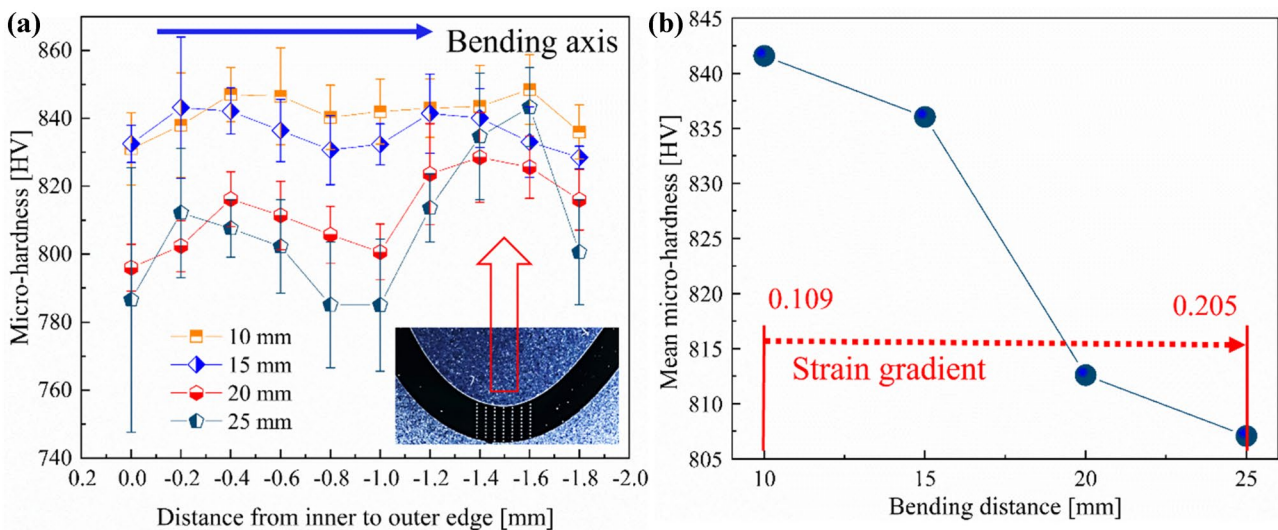 (a)
Bending axis
Micro-hardness [HV]
860
840
820
800
780
760
740
10 mm
15 mm
20 mm
25 mm
0.2 0.0 -0.2 -0.4 -0.6 -0.8 -1.0 -1.2 -1.4 -1.6 -1.8 -2.0
Distance from inner to outer edge [mm]
(b)
Mean micro-hardness [HV]
845
840
835
830
825
820
815
810
805
0.109
0.205
Strain gradient
10 15 20 25
Bending distance [mm]